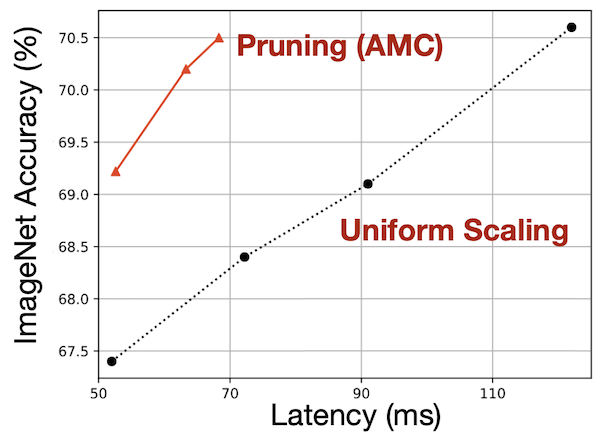 ImageNet Accuracy (%)
70.5
70.0
69.5
69.0
68.5
68.0
67.5
Pruning (AMC)
Uniform Scaling
50 70 90 110
Latency (ms)